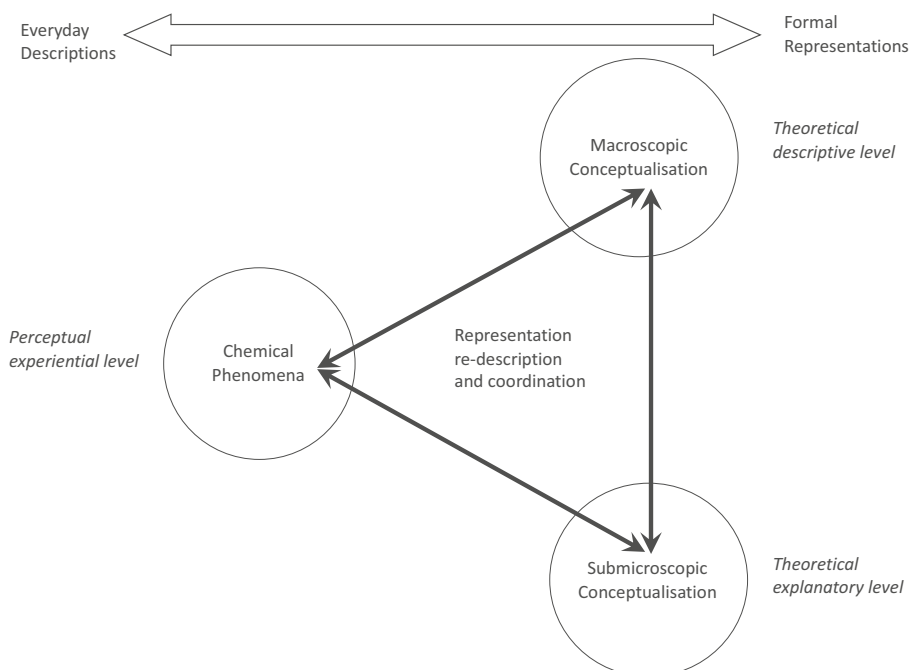 Everyday
Descriptions
Formal
Representations
Macroscopic
Conceptualisation
Theoretical
descriptive level
Perceptual
experiential level
Chemical
Phenomena
Representation
re-description
and coordination
Submicroscopic
Conceptualisation
Theoretical
explanatory level